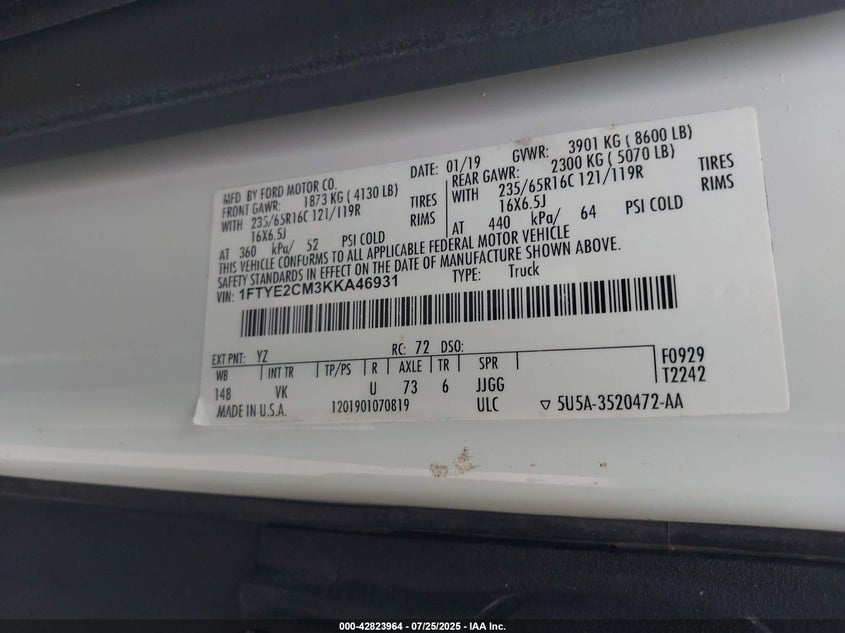 MFD. BY FORD MOTOR CO. DATE: 01/19 GVWR: 3901 KG ( 8600 LB)
FRONT GAWR: 1873 KG ( 4130 LB) REAR GAWR: 2300 KG ( 5070 LB)
WITH 235/65R16C 121/119R TIRES WITH 235/65R16C 121/119R TIRES
16X6.5J RIMS 16X6.5J RIMS
AT 360 kPa/ 52 PSI COLD AT 440 kPa/ 64 PSI COLD
THIS VEHICLE CONFORMS TO ALL APPLICABLE FEDERAL MOTOR VEHICLE
SAFETY STANDARDS IN EFFECT ON THE DATE OF MANUFACTURE SHOWN ABOVE.
VIN: 1FTYE2CM3KKA46931 TYPE: Truck
EXT PNT: YZ RC: 72 DSO: F0929
WB INT TR TP/PS R AXLE TR SPR T2242
148 VK U 73 6 JJGG
MADE IN U.S.A. 1201901070819 ULC ▽ 5U5A-3520472-AA
000-42823964 - 07/25/2025 - IAA Inc.